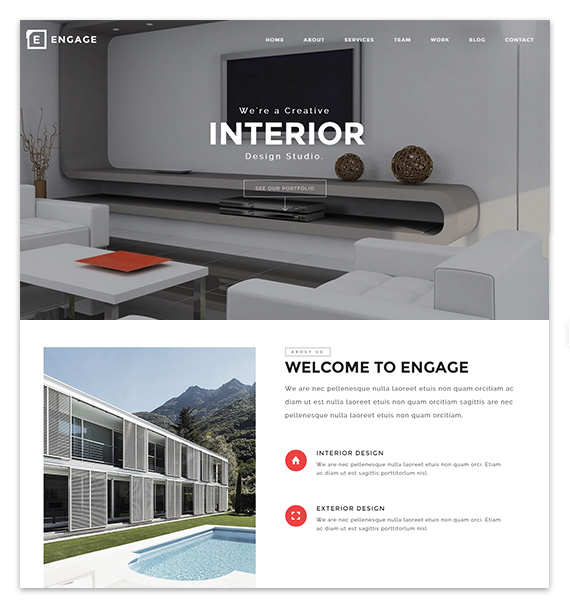 E ENGAGE
HOME ABOUT SERVICES TEAM WORK BLOG CONTACT
We're a Creative
INTERIOR
Design Studio.
SEE OUR PORTFOLIO
ABOUT US
WELCOME TO ENGAGE
We are nec pellenesque nulla laoreet etuis non quam orcitiam ac
diam ut est nulla laoreet etuis non quam orcitiam sagittis are nec
pellenesque nulla laoreet etuis non quam orcitiam.
INTERIOR DESIGN
We are nec pellenesque nulla laoreet etuis non quam orci. Etiam
ac diam ut est sagittis porttitorlum nisl.
EXTERIOR DESIGN
We are nec pellenesque nulla laoreet etuis non quam orci. Etiam
ac diam ut est sagittis porttitorlum nisl.